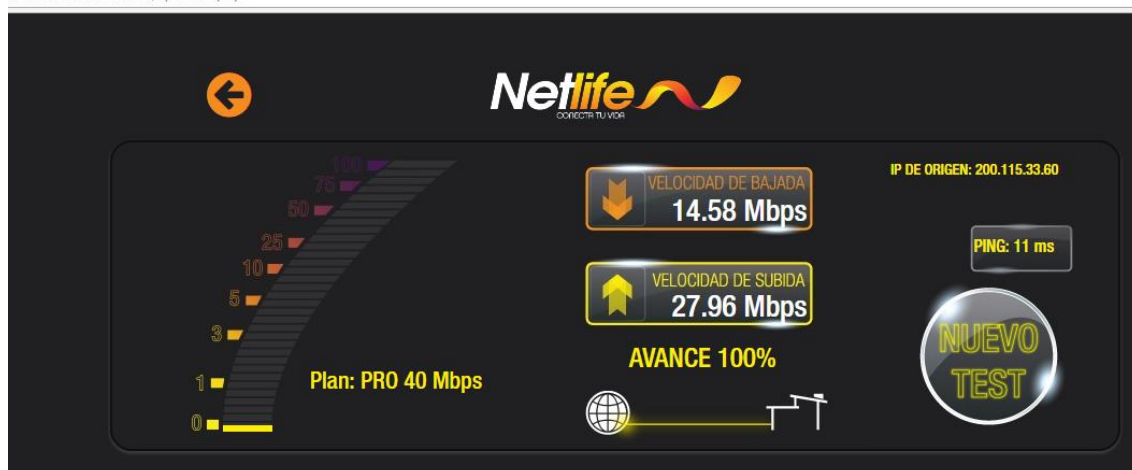 Netlife
CONECTA TU VIDA
IP DE ORIGEN: 200.115.33.60
100
75
50
25
10
5
3
1
0
VELOCIDAD DE BAJADA
14.58 Mbps
PING: 11 ms
VELOCIDAD DE SUBIDA
27.96 Mbps
AVANCE 100%
Plan: PRO 40 Mbps
NUEVO
TEST